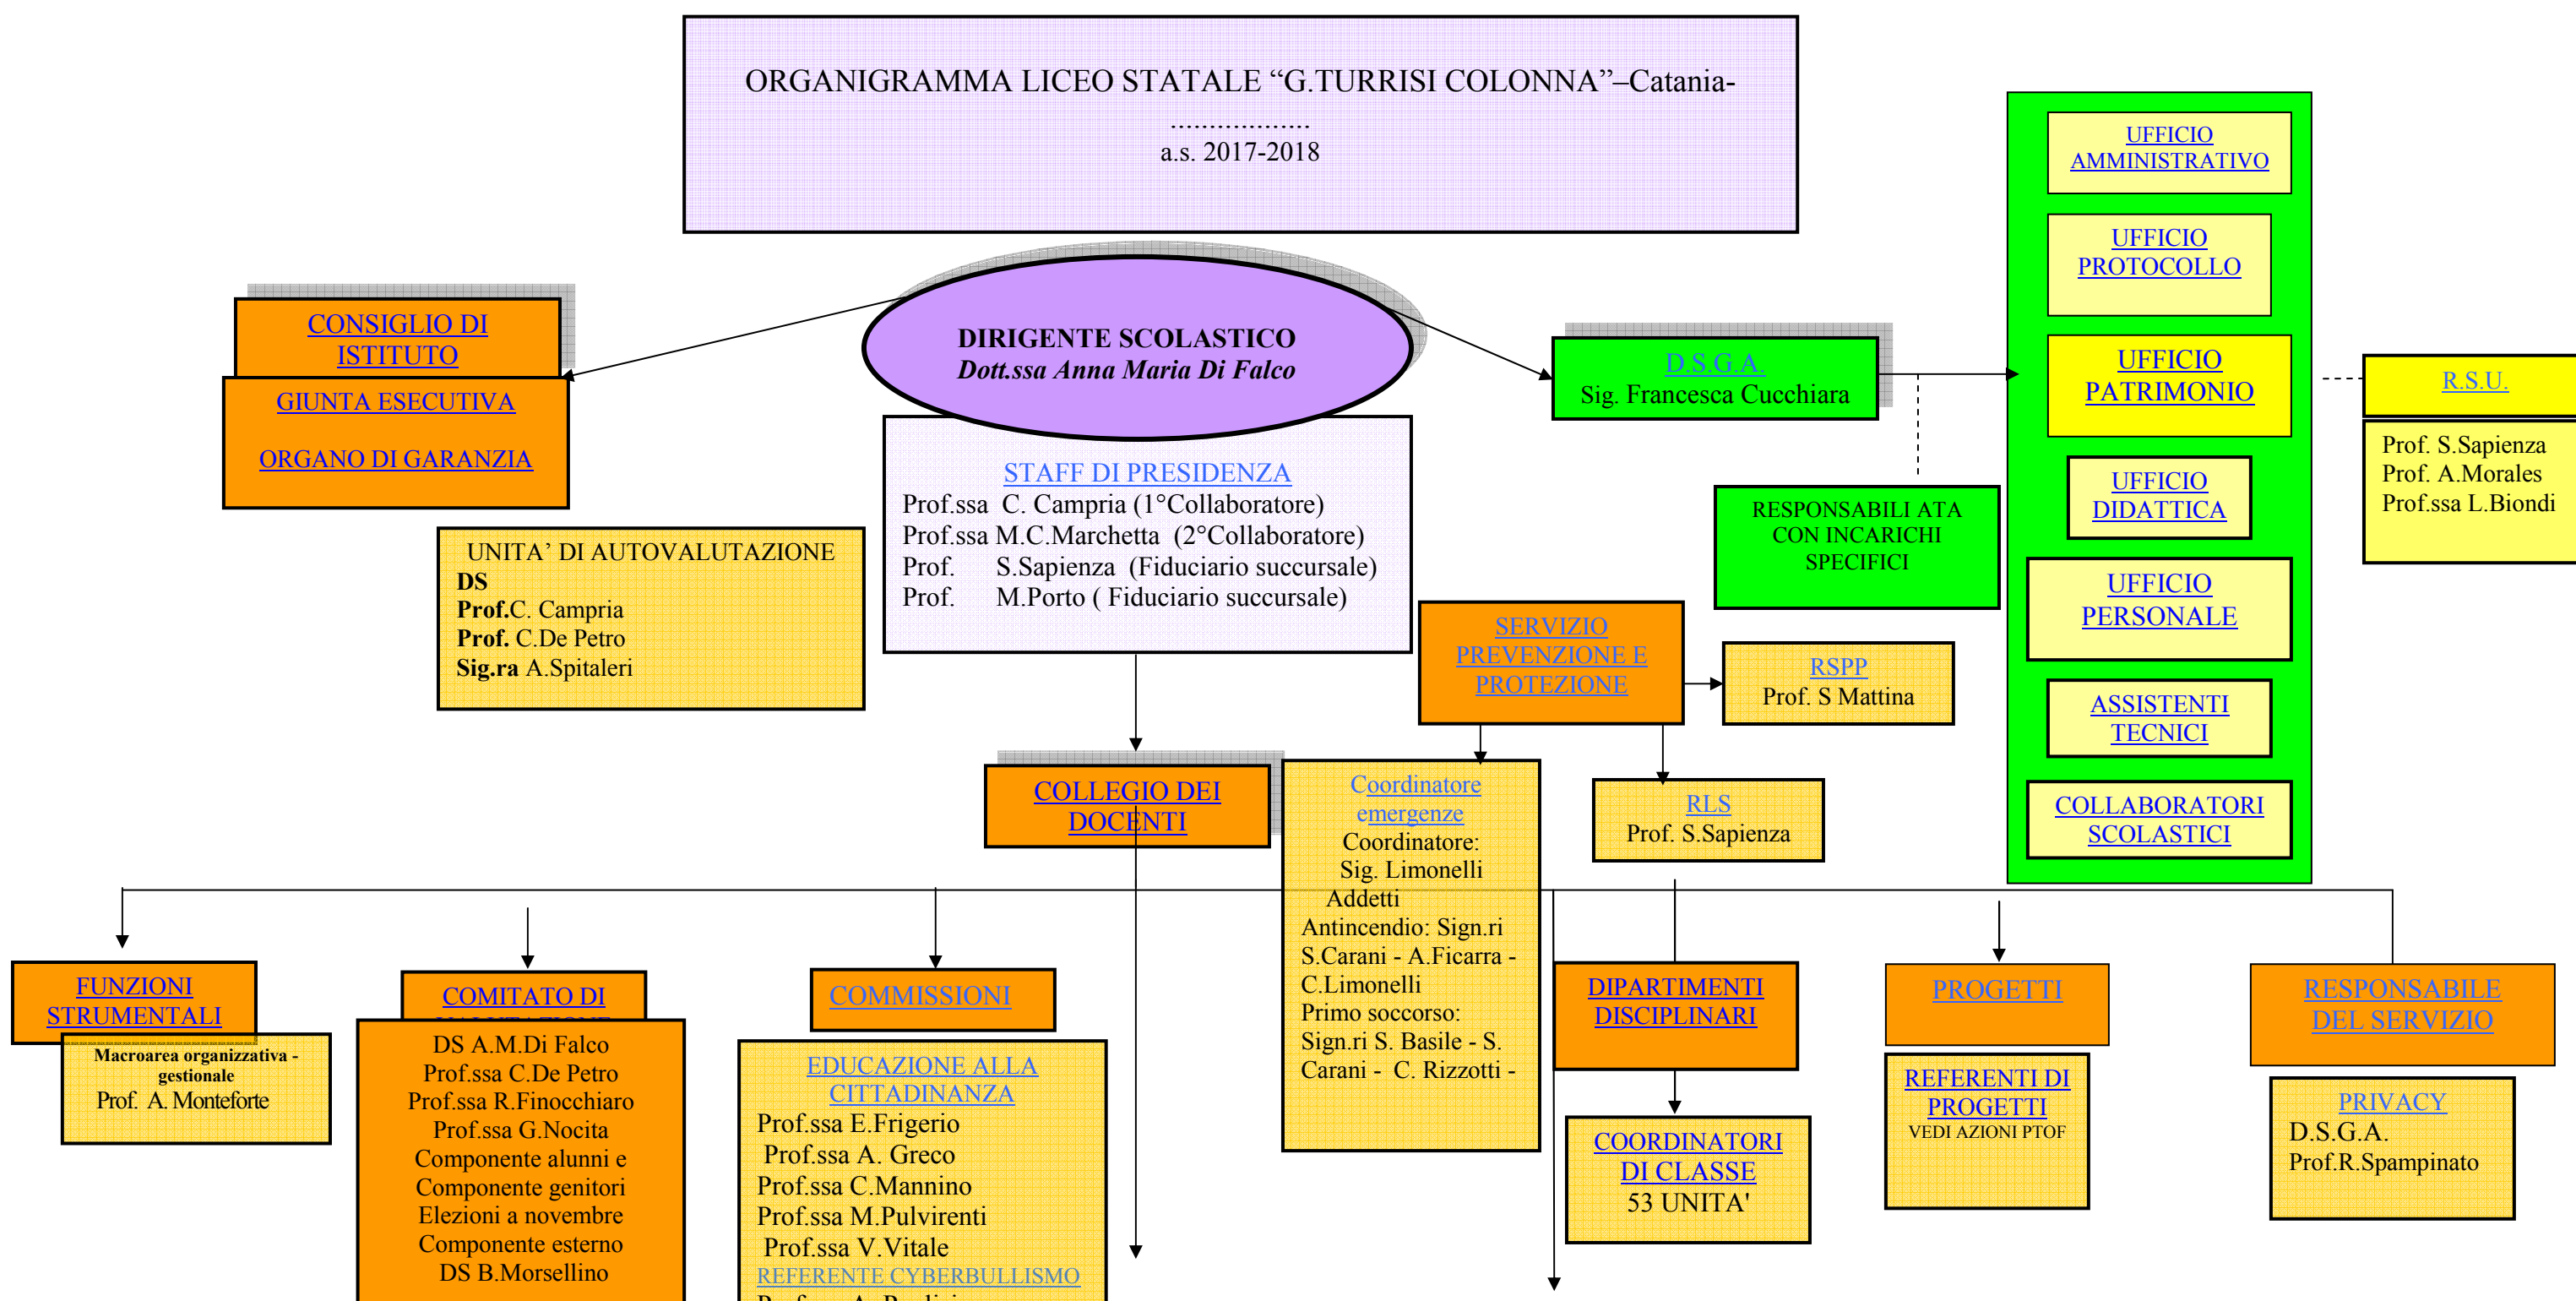 ORGANIGRAMMA LICEO STATALE “G.TURRISI COLONNA”–Catania-
..................
a.s. 2017-2018
CONSIGLIO DI
ISTITUTO
GIUNTA ESECUTIVA
ORGANO DI GARANZIA
DIRIGENTE SCOLASTICO
Dott.ssa Anna Maria Di Falco
D.S.G.A.
Sig. Francesca Cucchiara
UFFICIO
AMMINISTRATIVO
UFFICIO
PROTOCOLLO
UFFICIO
PATRIMONIO
UFFICIO
DIDATTICA
UFFICIO
PERSONALE
ASSISTENTI
TECNICI
COLLABORATORI
SCOLASTICI
R.S.U.
Prof. S.Sapienza
Prof. A.Morales
Prof.ssa L.Biondi
STAFF DI PRESIDENZA
Prof.ssa C. Campria (1°Collaboratore)
Prof.ssa M.C.Marchetta (2°Collaboratore)
Prof. S.Sapienza (Fiduciario succursale)
Prof. M.Porto ( Fiduciario succursale)
RESPONSABILI ATA
CON INCARICHI
SPECIFICI
UNITA’ DI AUTOVALUTAZIONE
DS
Prof.C. Campria
Prof. C.De Petro
Sig.ra A.Spitaleri
SERVIZIO
PREVENZIONE E
PROTEZIONE
RSPP
Prof. S Mattina
COLLEGIO DEI
DOCENTI
Coordinatore
emergenze
Coordinatore:
Sig. Limonelli
Addetti
Antincendio: Sign.ri
S.Carani - A.Ficarra -
C.Limonelli
Primo soccorso:
Sign.ri S. Basile - S.
Carani - C. Rizzotti -
RLS
Prof. S.Sapienza
FUNZIONI
STRUMENTALI
Macroarea organizzativa -
gestionale
Prof. A. Monteforte
COMITATO DI
DS A.M.Di Falco
Prof.ssa C.De Petro
Prof.ssa R.Finocchiaro
Prof.ssa G.Nocita
Componente alunni e
Componente genitori
Elezioni a novembre
Componente esterno
DS B.Morsellino
COMMISSIONI
EDUCAZIONE ALLA
CITTADINANZA
Prof.ssa E.Frigerio
Prof.ssa A. Greco
Prof.ssa C.Mannino
Prof.ssa M.Pulvirenti
Prof.ssa V.Vitale
REFERENTE CYBERBULLISMO
DIPARTIMENTI
DISCIPLINARI
COORDINATORI
DI CLASSE
53 UNITA'
PROGETTI
REFERENTI DI
PROGETTI
VEDI AZIONI PTOF
RESPONSABILE
DEL SERVIZIO
PRIVACY
D.S.G.A.
Prof.R.Spampinato